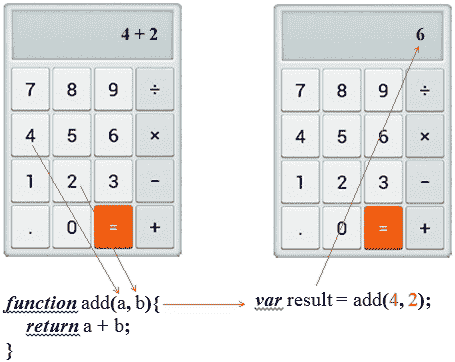 4 + 2
7 8 9 ÷
4 5 6 ×
1 2 3 −
. 0 = +
6
7 8 9 ÷
4 5 6 ×
1 2 3 −
. 0 = +
function add(a, b){
return a + b;
}
var result = add(4, 2);